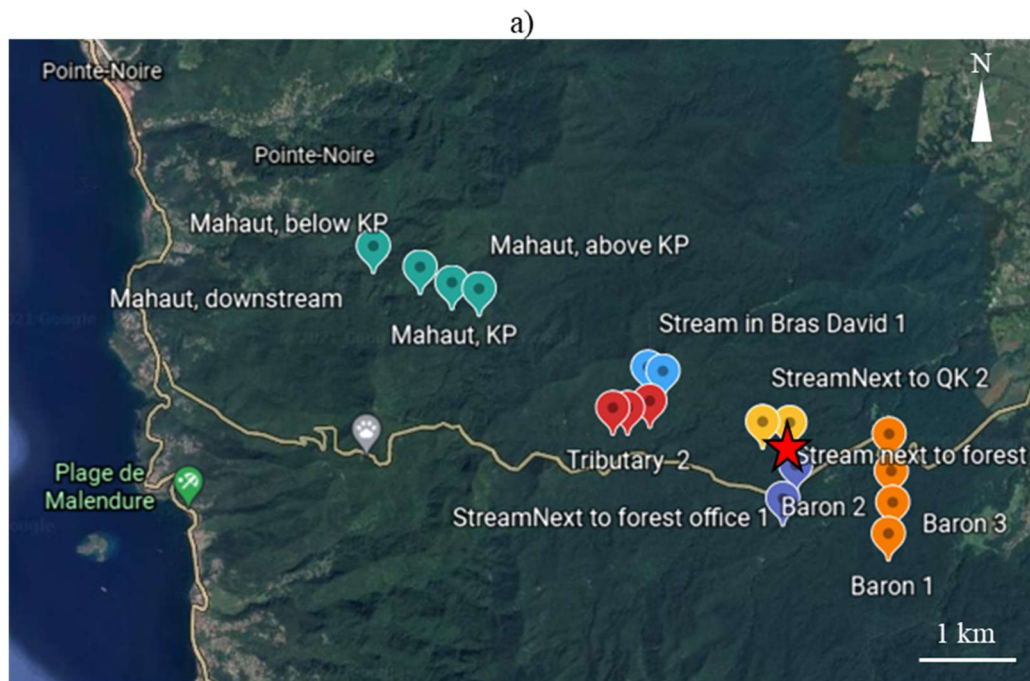 a)
Pointe-Noire
N
Pointe-Noire
Mahaut, below KP
Mahaut, above KP
Mahaut, downstream
Mahaut, KP
Stream in Bras David 1
StreamNext to QK 2
Tributary 2
Stream next to forest
Plage de
Malendure
StreamNext to forest office 1
Baron 2
Baron 3
Baron 1
1 km